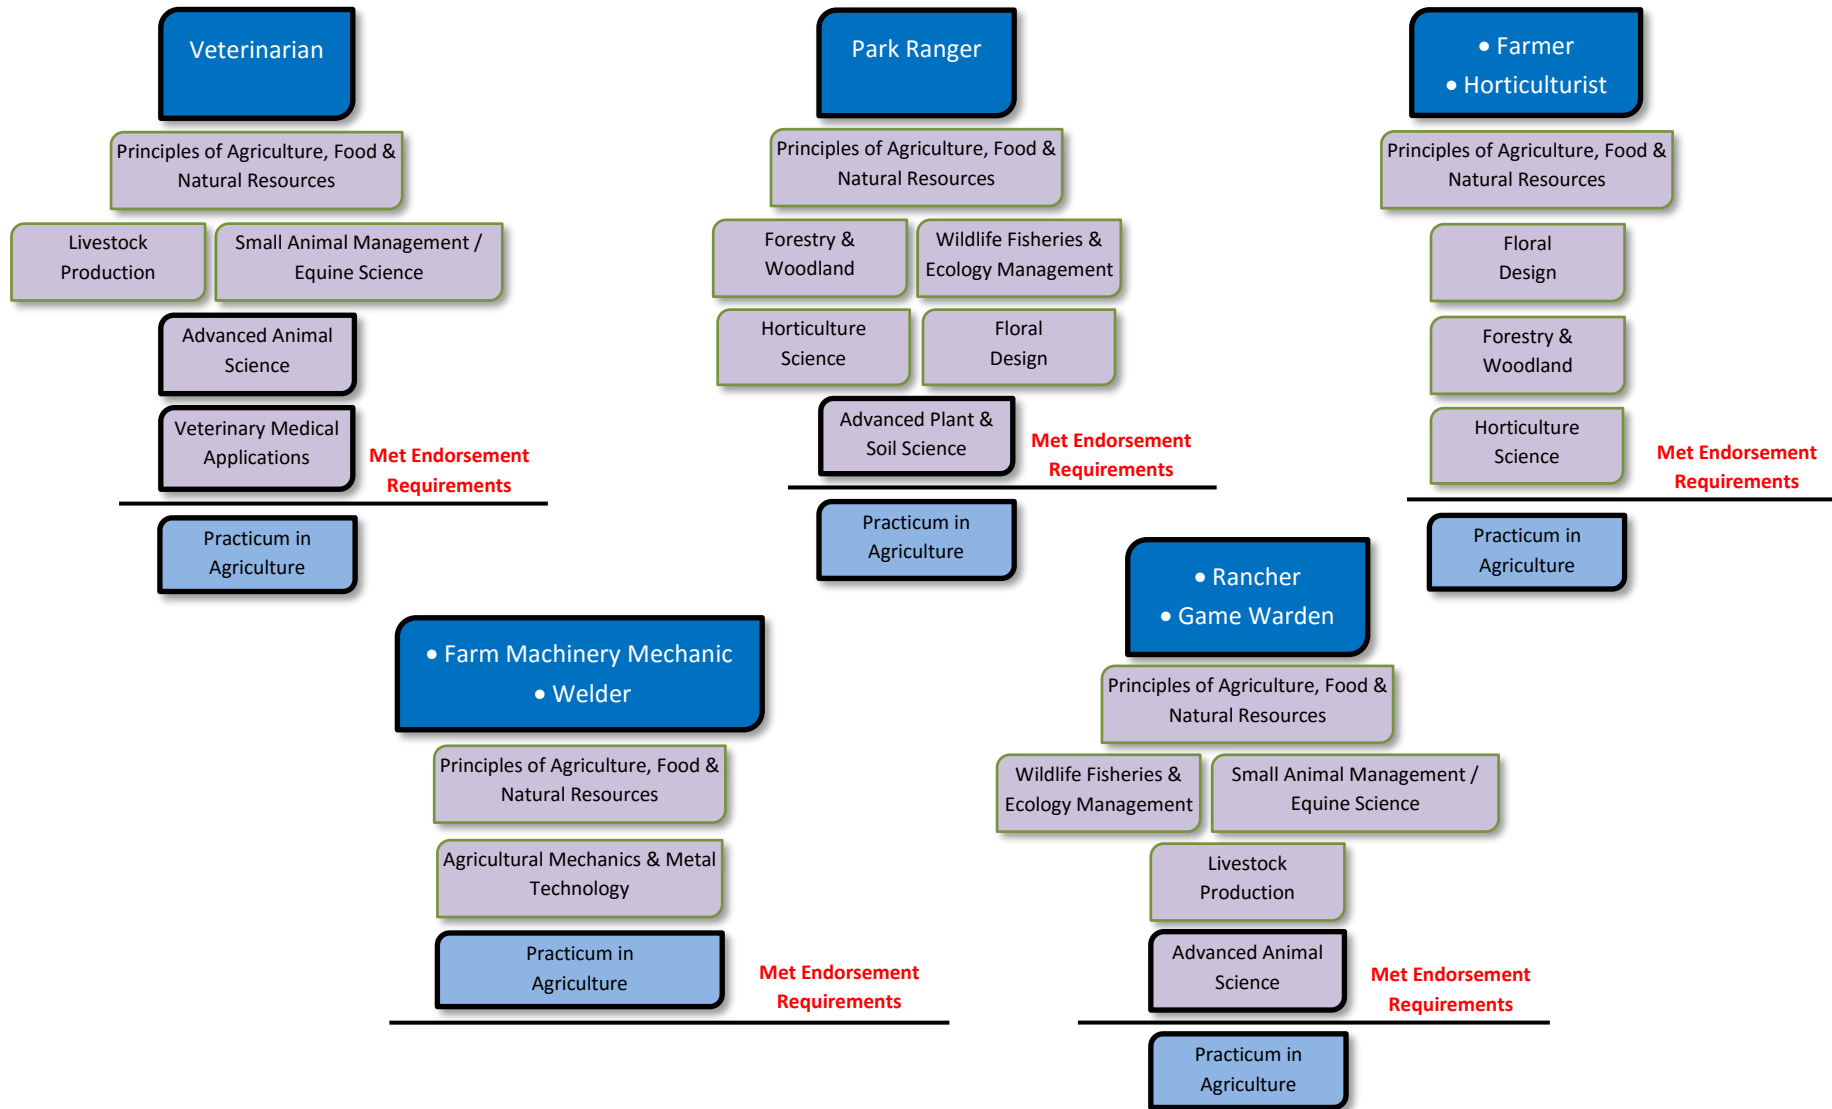 Veterinarian
Principles of Agriculture, Food &
Natural Resources
Livestock
Production
Small Animal Management /
Equine Science
Advanced Animal
Science
Veterinary Medical
Applications
Met Endorsement
Requirements
Practicum in
Agriculture
Park Ranger
Principles of Agriculture, Food &
Natural Resources
Forestry &
Woodland
Wildlife Fisheries &
Ecology Management
Horticulture
Science
Floral
Design
Advanced Plant &
Soil Science
Met Endorsement
Requirements
Practicum in
Agriculture
• Farmer
• Horticulturist
Principles of Agriculture, Food &
Natural Resources
Floral
Design
Forestry &
Woodland
Horticulture
Science
Met Endorsement
Requirements
Practicum in
Agriculture
• Farm Machinery Mechanic
• Welder
Principles of Agriculture, Food &
Natural Resources
Agricultural Mechanics & Metal
Technology
Practicum in
Agriculture
Met Endorsement
Requirements
• Rancher
• Game Warden
Principles of Agriculture, Food &
Natural Resources
Wildlife Fisheries &
Ecology Management
Small Animal Management /
Equine Science
Livestock
Production
Advanced Animal
Science
Met Endorsement
Requirements
Practicum in
Agriculture